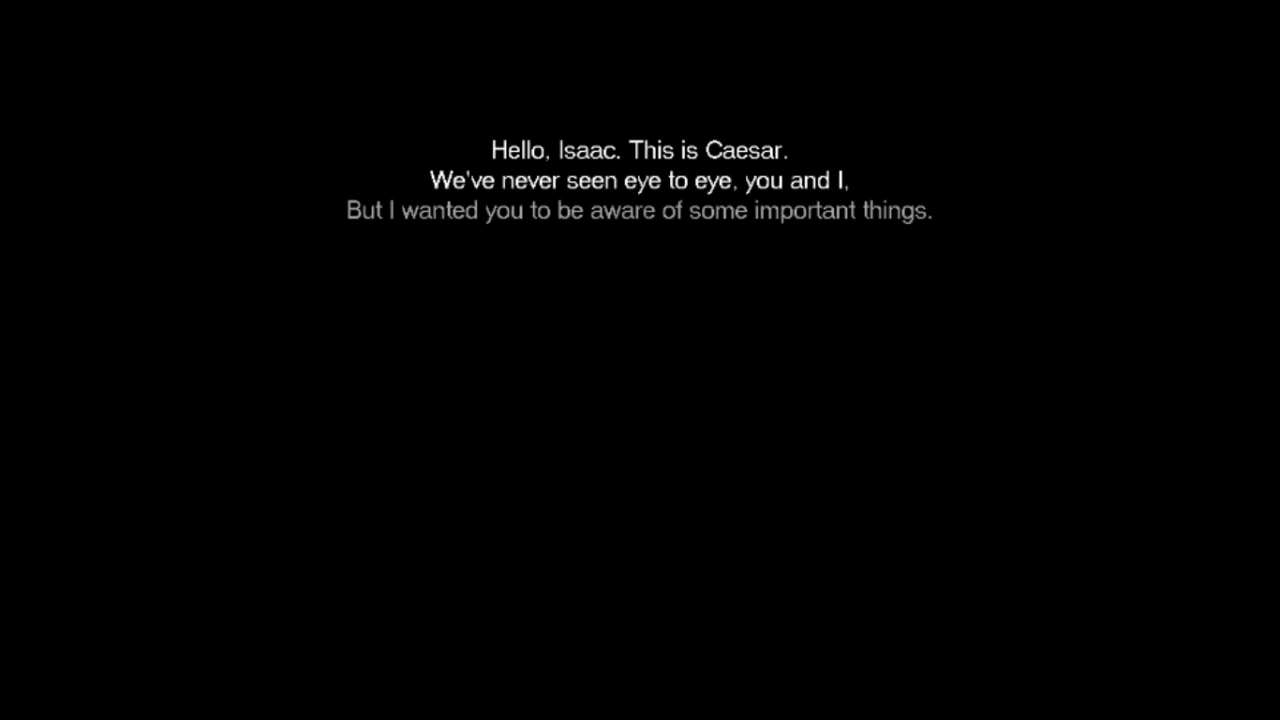 Hello, Isaac. This is Caesar.
We've never seen eye to eye, you and I,
But I wanted you to be aware of some important things.